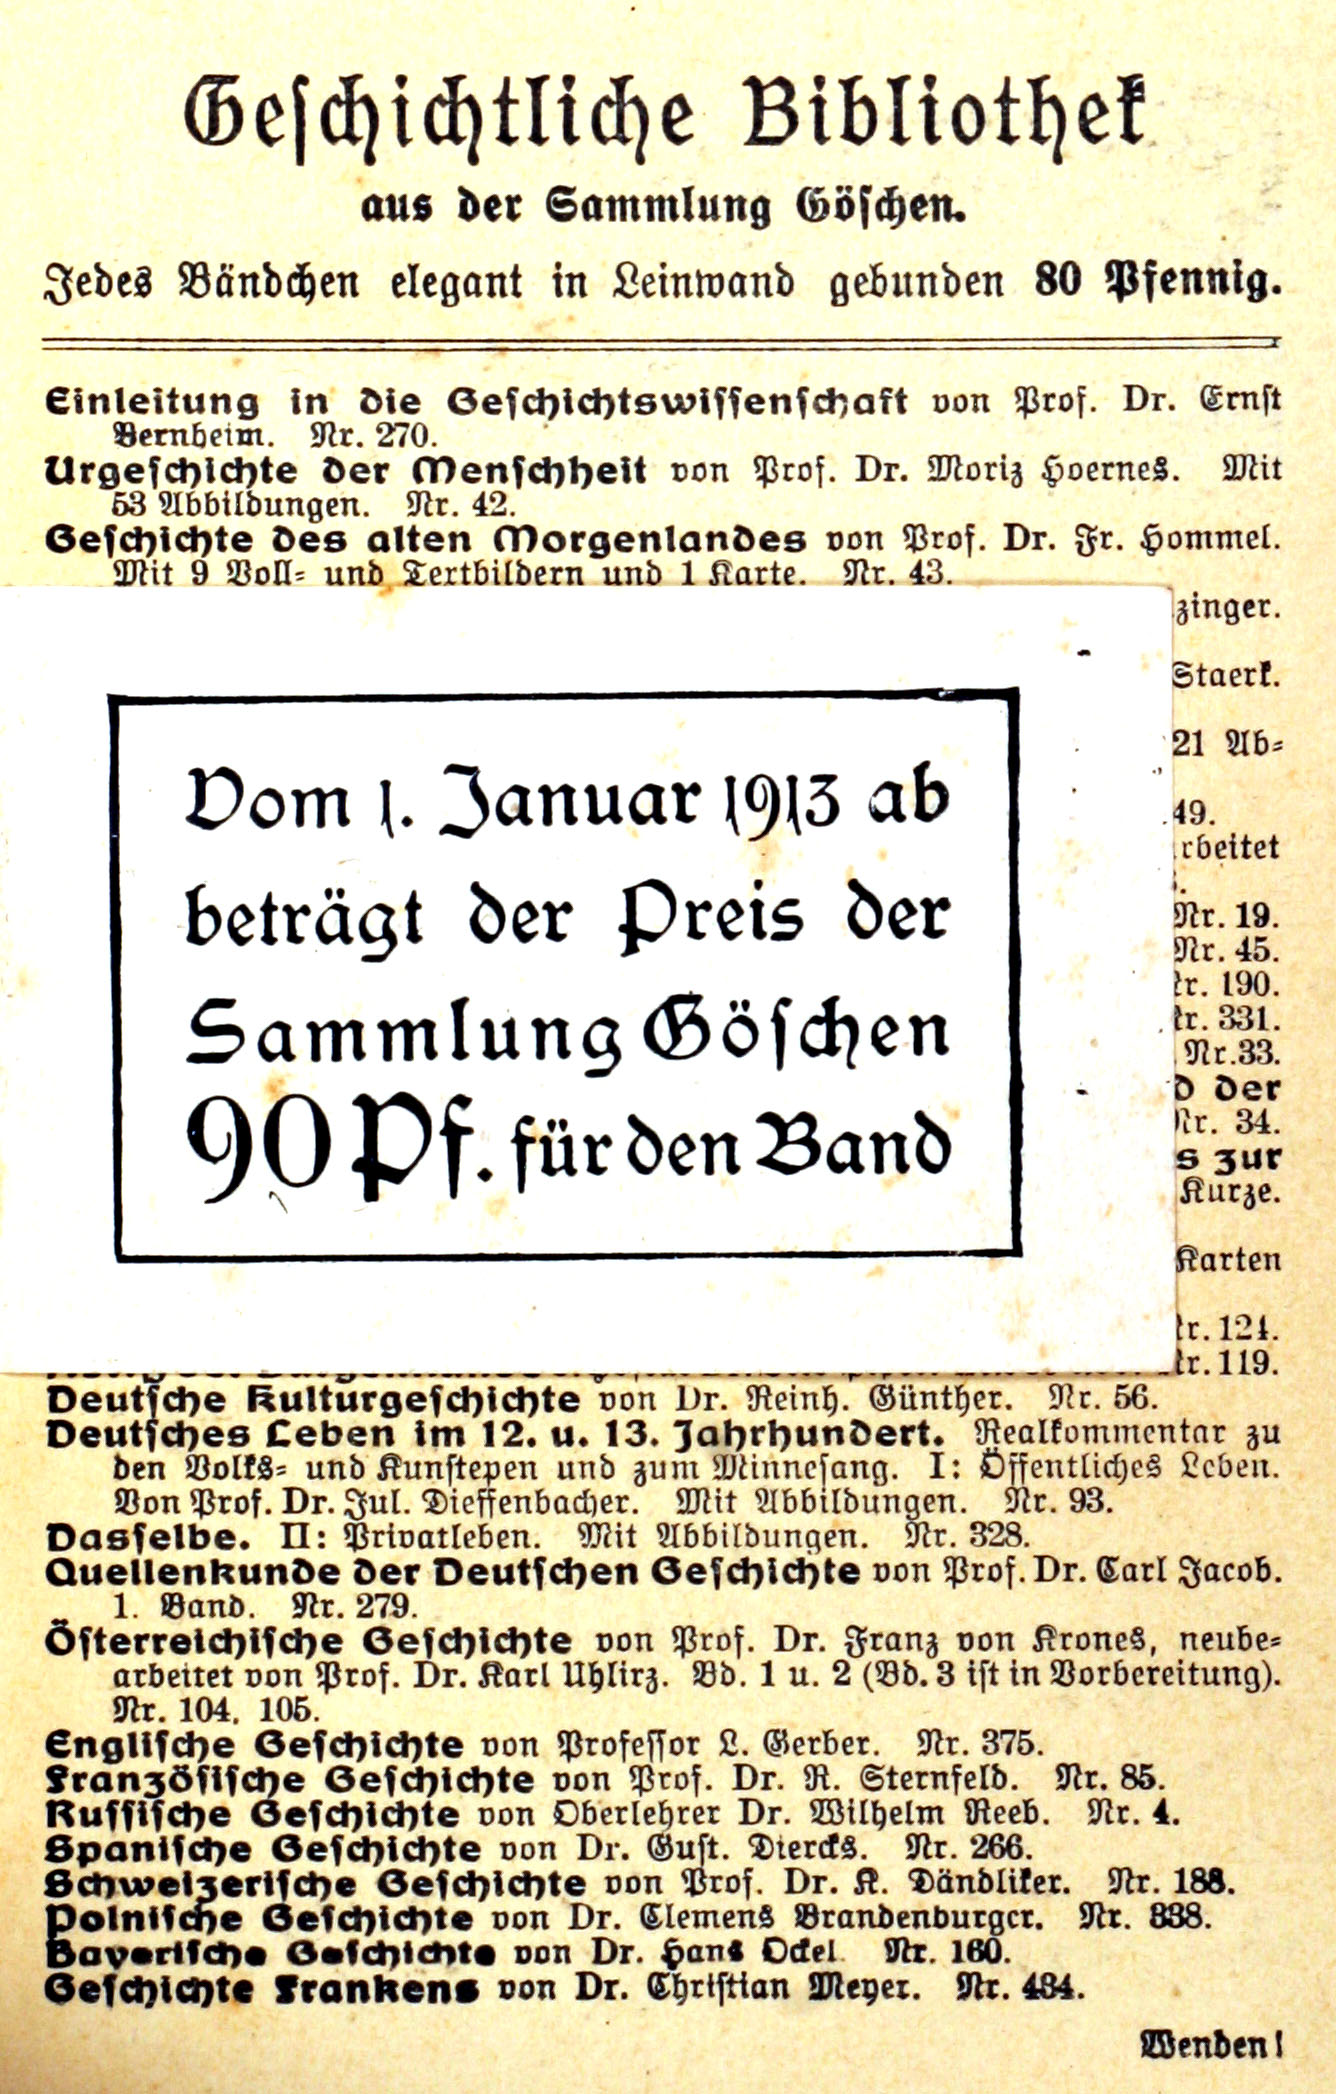 Geſchichtliche Bibliothek
aus der Sammlung Göſchen.
Jedes Bändchen elegant in Leinwand gebunden 80 Pfennig.
Einleitung in die Geſchichtswiſſenſchaft von Prof. Dr. Ernſt
Bernheim. Nr. 270.
Urgeſchichte der Menſchheit von Prof. Dr. Moriz Hoernes. Mit
53 Abbildungen. Nr. 42.
Geſchichte des alten Morgenlandes von Prof. Dr. Fr. Hommel.
Mit 9 Voll- und Textbildern und 1 Karte. Nr. 43.
zinger.
Staerk.
21 Ab-
49.
rbeitet
Nr. 19.
Nr. 45.
r. 190.
r. 331.
Nr. 33.
d der
Nr. 34.
s zur
Kurze.
Karten
r. 124.
r. 119.
Vom 1. Januar 1913 ab
beträgt der Preis der
Sammlung Göſchen
90 Pf. für den Band
Deutſche Kulturgeſchichte von Dr. Reinh. Günther. Nr. 56.
Deutſches Leben im 12. u. 13. Jahrhundert. Realkommentar zu
den Volks- und Kunſtepen und zum Minneſang. I: Öffentliches Leben.
Von Prof. Dr. Jul. Dieffenbacher. Mit Abbildungen. Nr. 93.
Dasſelbe. II: Privatleben. Mit Abbildungen. Nr. 328.
Quellenkunde der Deutſchen Geſchichte von Prof. Dr. Carl Jacob.
1. Band. Nr. 279.
Öſterreichiſche Geſchichte von Prof. Dr. Franz von Krones, neube-
arbeitet von Prof. Dr. Karl Uhlirz. Bd. 1 u. 2 (Bd. 3 iſt in Vorbereitung).
Nr. 104, 105.
Engliſche Geſchichte von Profeſſor L. Gerber. Nr. 375.
Franzöſiſche Geſchichte von Prof. Dr. R. Sternfeld. Nr. 85.
Ruſſiſche Geſchichte von Oberlehrer Dr. Wilhelm Reeb. Nr. 4.
Spaniſche Geſchichte von Dr. Guſt. Diercks. Nr. 266.
Schweizeriſche Geſchichte von Prof. Dr. K. Dändliker. Nr. 188.
Polniſche Geſchichte von Dr. Clemens Brandenburger. Nr. 338.
Bayeriſche Geſchichte von Dr. Hans Ockel. Nr. 160.
Geſchichte Frankens von Dr. Chriſtian Meyer. Nr. 434.
Wenden!